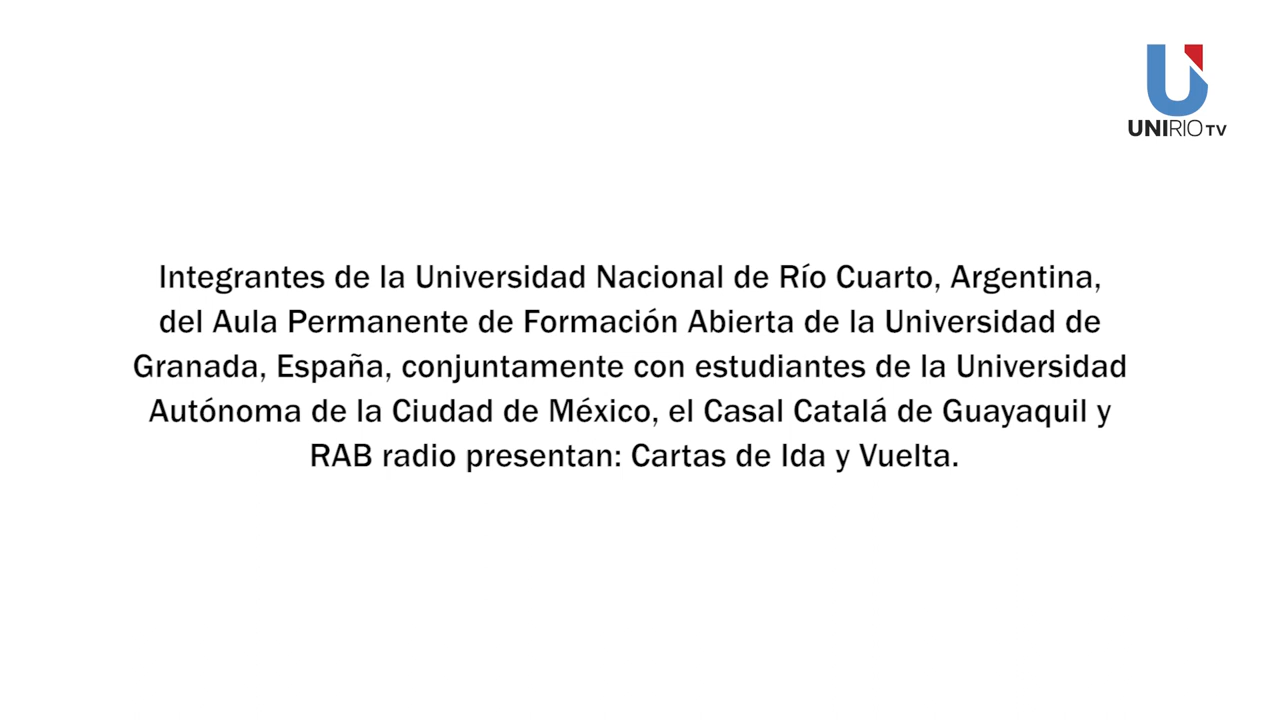 UNIRIO TV
Integrantes de la Universidad Nacional de Río Cuarto, Argentina,
del Aula Permanente de Formación Abierta de la Universidad de
Granada, España, conjuntamente con estudiantes de la Universidad
Autónoma de la Ciudad de México, el Casal Catalá de Guayaquil y
RAB radio presentan: Cartas de Ida y Vuelta.